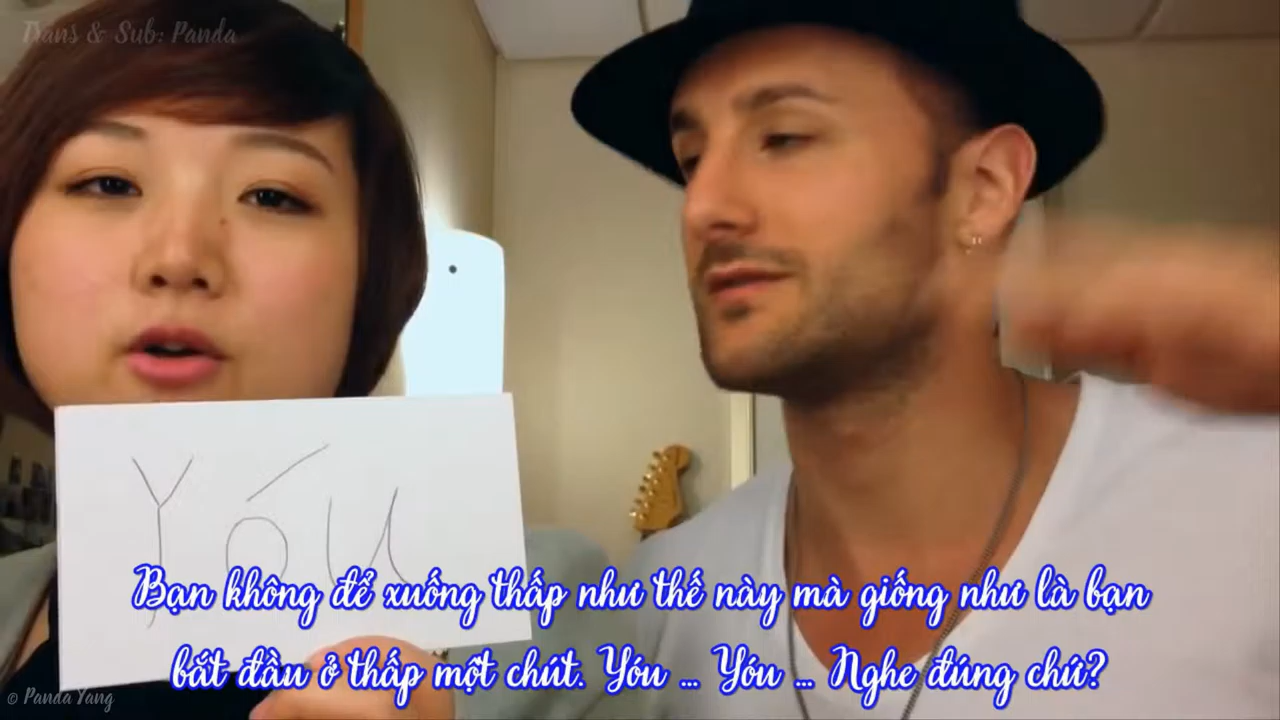 Trans & Sub: Panda
Yóu
Bạn không để xuống thấp như thế này mà giống như là bạn
bắt đầu ở thấp một chút. Yóu ... Yóu ... Nghe đúng chứ?
© Panda Yang